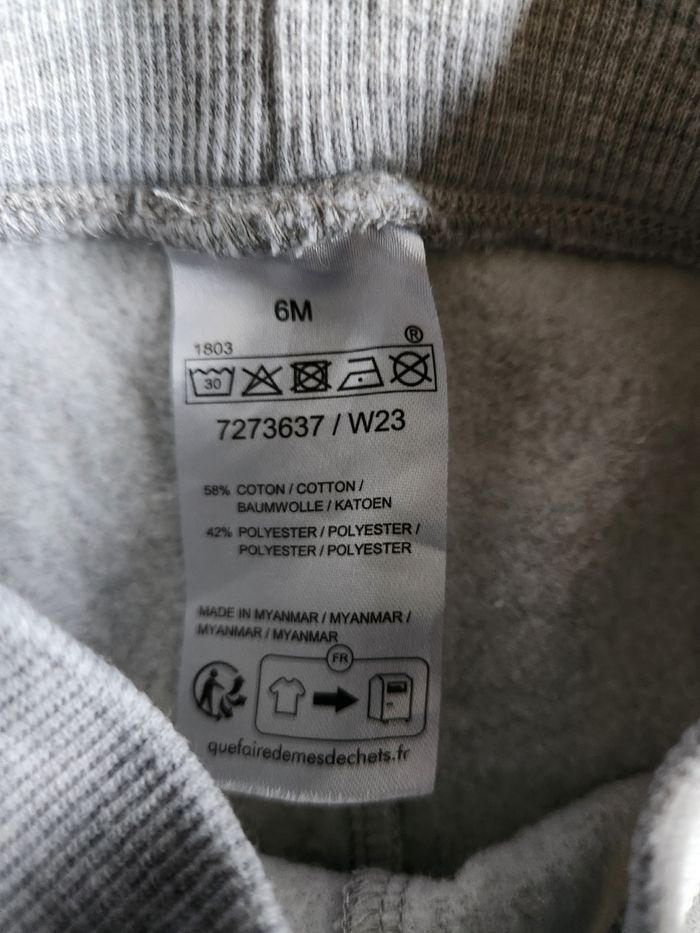 6M
1803
®
30
7273637 / W23
58% COTON / COTTON /
BAUMWOLLE / KATOEN
42% POLYESTER / POLYESTER /
POLYESTER / POLYESTER
MADE IN MYANMAR / MYANMAR /
MYANMAR / MYANMAR
FR
quefairedemesdechets.fr